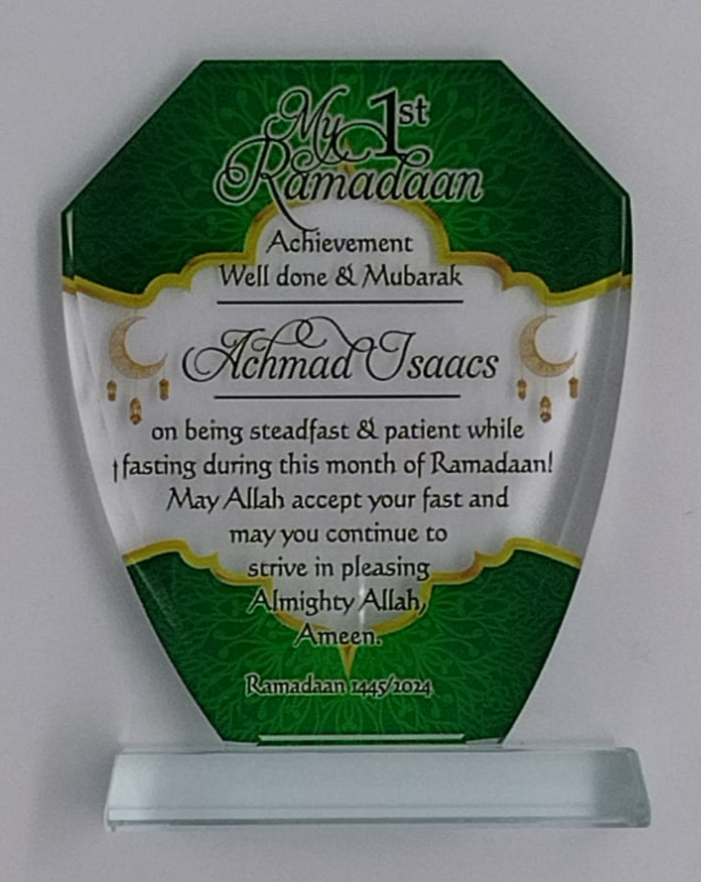 My 1st
Ramadaan
Achievement
Well done & Mubarak
Achmad Isaacs
on being steadfast & patient while
fasting during this month of Ramadaan!
May Allah accept your fast and
may you continue to
strive in pleasing
Almighty Allah,
Ameen.
Ramadaan 1445/2024